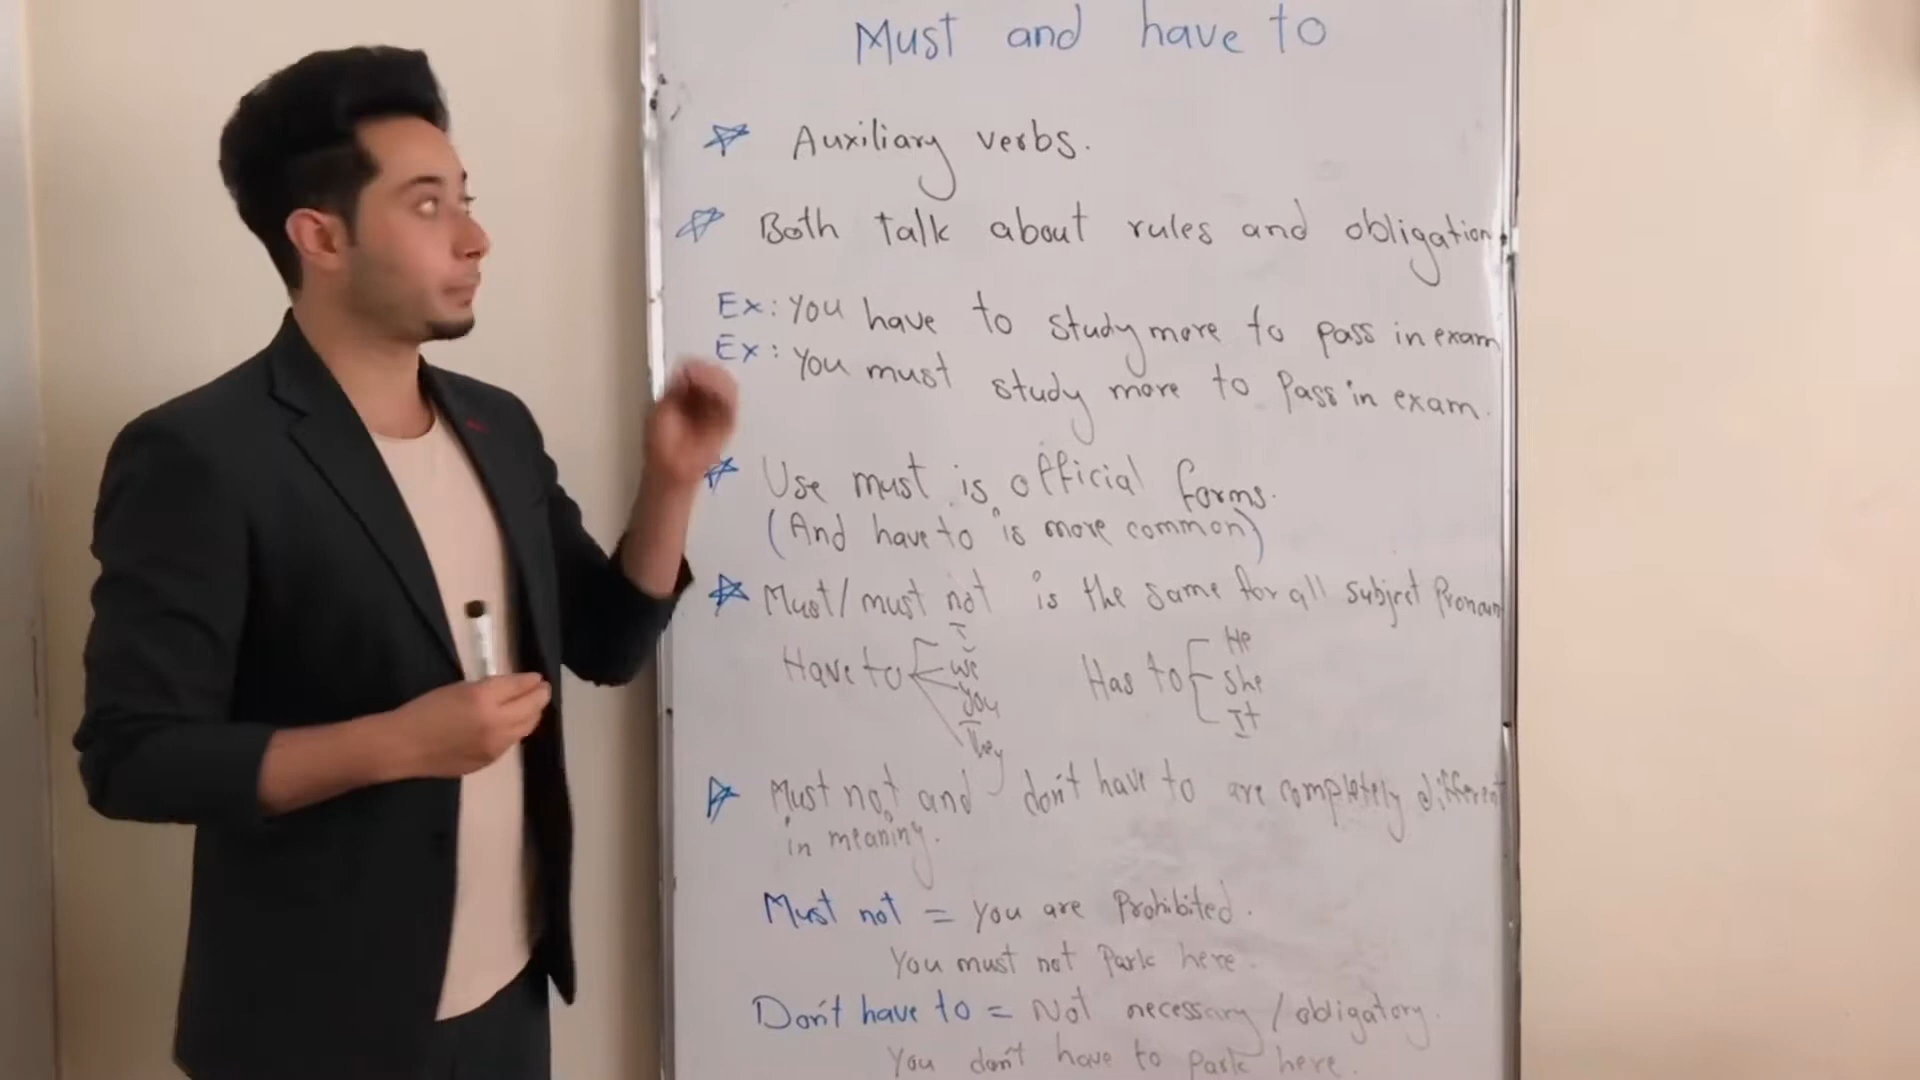 Must and have to
Auxiliary verbs.
Both talk about rules and obligation
Ex: You have to study more to pass in exam
Ex: You must study more to pass in exam.
Use must is official forms.
(And have to is more common)
Must/must not is the same for all subject Pronoun
Have to I we you They
Has to He She It
Must not and don't have to are completely different
in meaning.
Must not = you are Prohibited.
You must not Park here.
Don't have to = Not necessary / obligatory.
You don't have to park here.